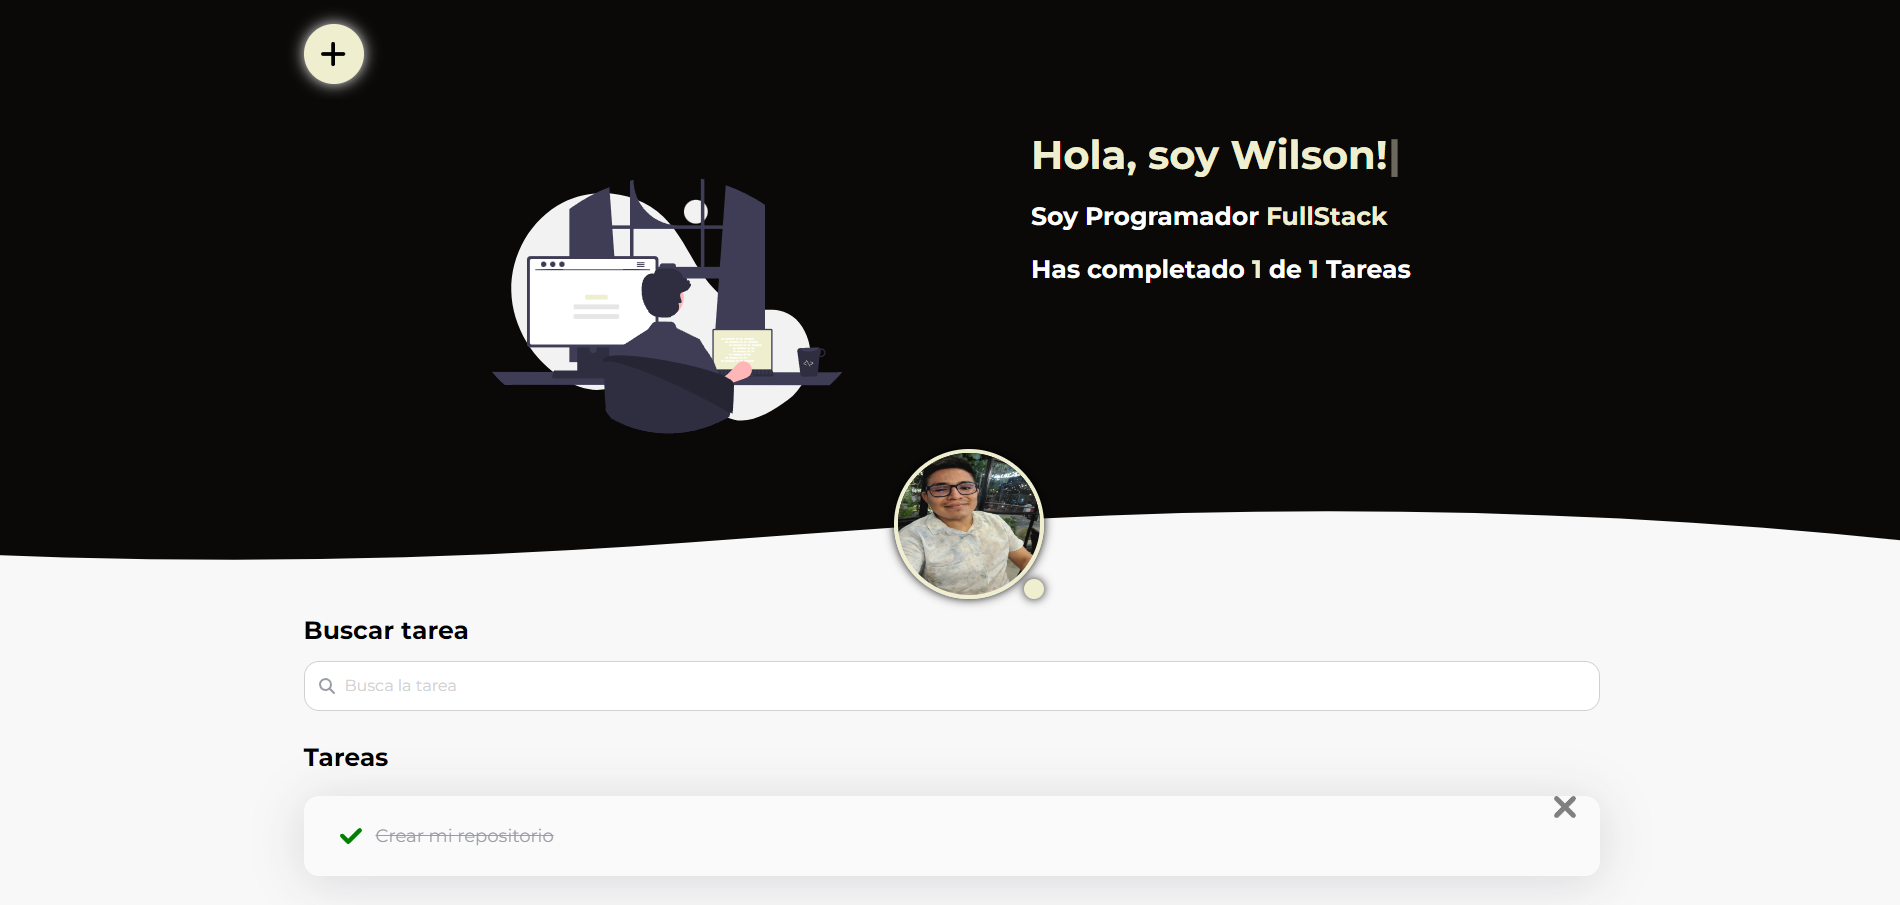 Hola, soy Wilson!
Soy Programador FullStack
Has completado 1 de 1 Tareas
Buscar tarea
Busca la tarea
Tareas
Crear mi repositorio